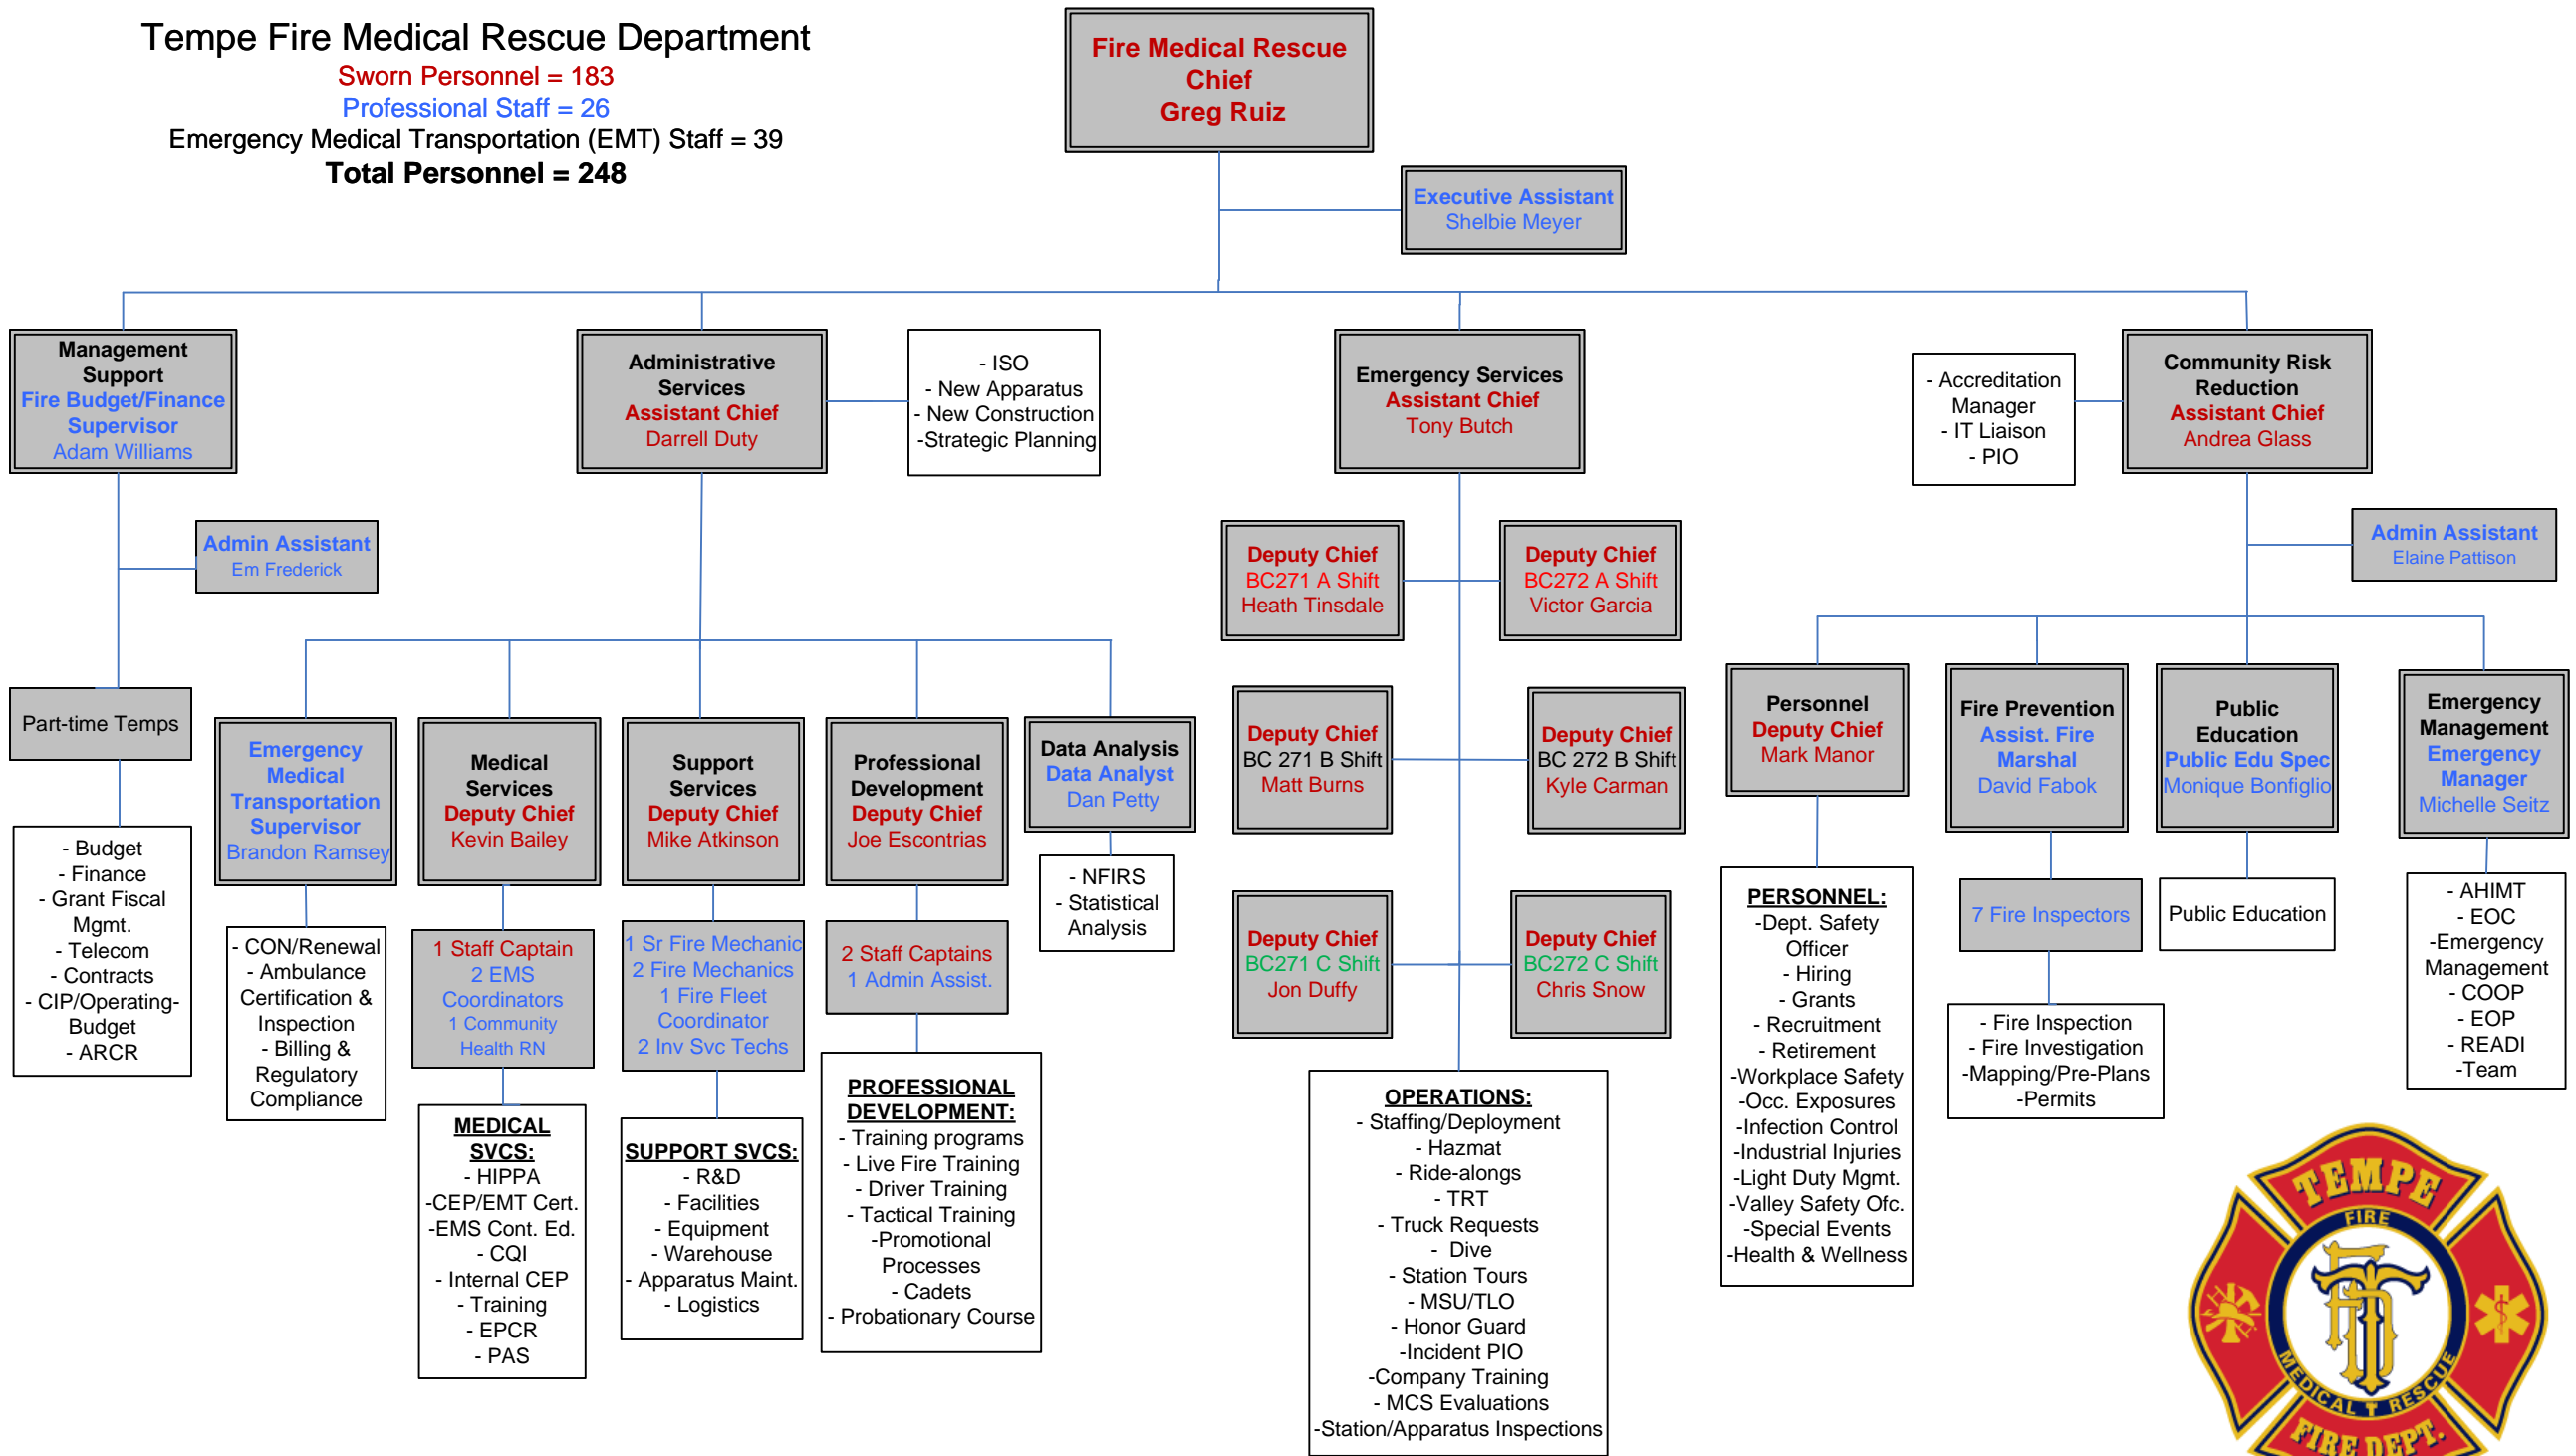 Tempe Fire Medical Rescue Department
Sworn Personnel = 183
Professional Staff = 26
Emergency Medical Transportation (EMT) Staff = 39
Total Personnel = 248
Fire Medical Rescue
Chief
Greg Ruiz
Executive Assistant
Shelbie Meyer
Management
Support
Fire Budget/Finance
Supervisor
Adam Williams
Administrative
Services
Assistant Chief
Darrell Duty
- ISO
- New Apparatus
- New Construction
-Strategic Planning
Emergency Services
Assistant Chief
Tony Butch
- Accreditation
Manager
- IT Liaison
- PIO
Community Risk
Reduction
Assistant Chief
Andrea Glass
Admin Assistant
Em Frederick
Deputy Chief
BC271 A Shift
Heath Tinsdale
Deputy Chief
BC272 A Shift
Victor Garcia
Admin Assistant
Elaine Pattison
Part-time Temps
- Budget
- Finance
- Grant Fiscal
Mgmt.
- Telecom
- Contracts
- CIP/Operating-
Budget
- ARCR
Emergency
Medical
Transportation
Supervisor
Brandon Ramsey
- CON/Renewal
- Ambulance
Certification &
Inspection
- Billing &
Regulatory
Compliance
Medical
Services
Deputy Chief
Kevin Bailey
1 Staff Captain
2 EMS
Coordinators
1 Community
Health RN
MEDICAL
SVCS:
- HIPPA
-CEP/EMT Cert.
-EMS Cont. Ed.
- CQI
- Internal CEP
- Training
- EPCR
- PAS
Support
Services
Deputy Chief
Mike Atkinson
1 Sr Fire Mechanic
2 Fire Mechanics
1 Fire Fleet
Coordinator
2 Inv Svc Techs
SUPPORT SVCS:
- R&D
- Facilities
- Equipment
- Warehouse
- Apparatus Maint.
- Logistics
Professional
Development
Deputy Chief
Joe Escontrias
2 Staff Captains
1 Admin Assist.
PROFESSIONAL
DEVELOPMENT:
- Training programs
- Live Fire Training
- Driver Training
- Tactical Training
-Promotional
Processes
- Cadets
- Probationary Course
Data Analysis
Data Analyst
Dan Petty
- NFIRS
- Statistical
Analysis
Deputy Chief
BC 271 B Shift
Matt Burns
Deputy Chief
BC 272 B Shift
Kyle Carman
Deputy Chief
BC271 C Shift
Jon Duffy
Deputy Chief
BC272 C Shift
Chris Snow
OPERATIONS:
- Staffing/Deployment
- Hazmat
- Ride-alongs
- TRT
- Truck Requests
- Dive
- Station Tours
- MSU/TLO
- Honor Guard
-Incident PIO
-Company Training
- MCS Evaluations
-Station/Apparatus Inspections
Personnel
Deputy Chief
Mark Manor
PERSONNEL:
-Dept. Safety
Officer
- Hiring
- Grants
- Recruitment
- Retirement
-Workplace Safety
-Occ. Exposures
-Infection Control
-Industrial Injuries
-Light Duty Mgmt.
-Valley Safety Ofc.
-Special Events
-Health & Wellness
Fire Prevention
Assist. Fire
Marshal
David Fabok
7 Fire Inspectors
- Fire Inspection
- Fire Investigation
-Mapping/Pre-Plans
-Permits
Public
Education
Public Edu Spec
Monique Bonfiglio
Public Education
Emergency
Management
Emergency
Manager
Michelle Seitz
- AHIMT
- EOC
-Emergency
Management
- COOP
- EOP
- READI
-Team
TEMPE
FIRE
TFD
MEDICAL T RESCUE
FIRE DEPT.